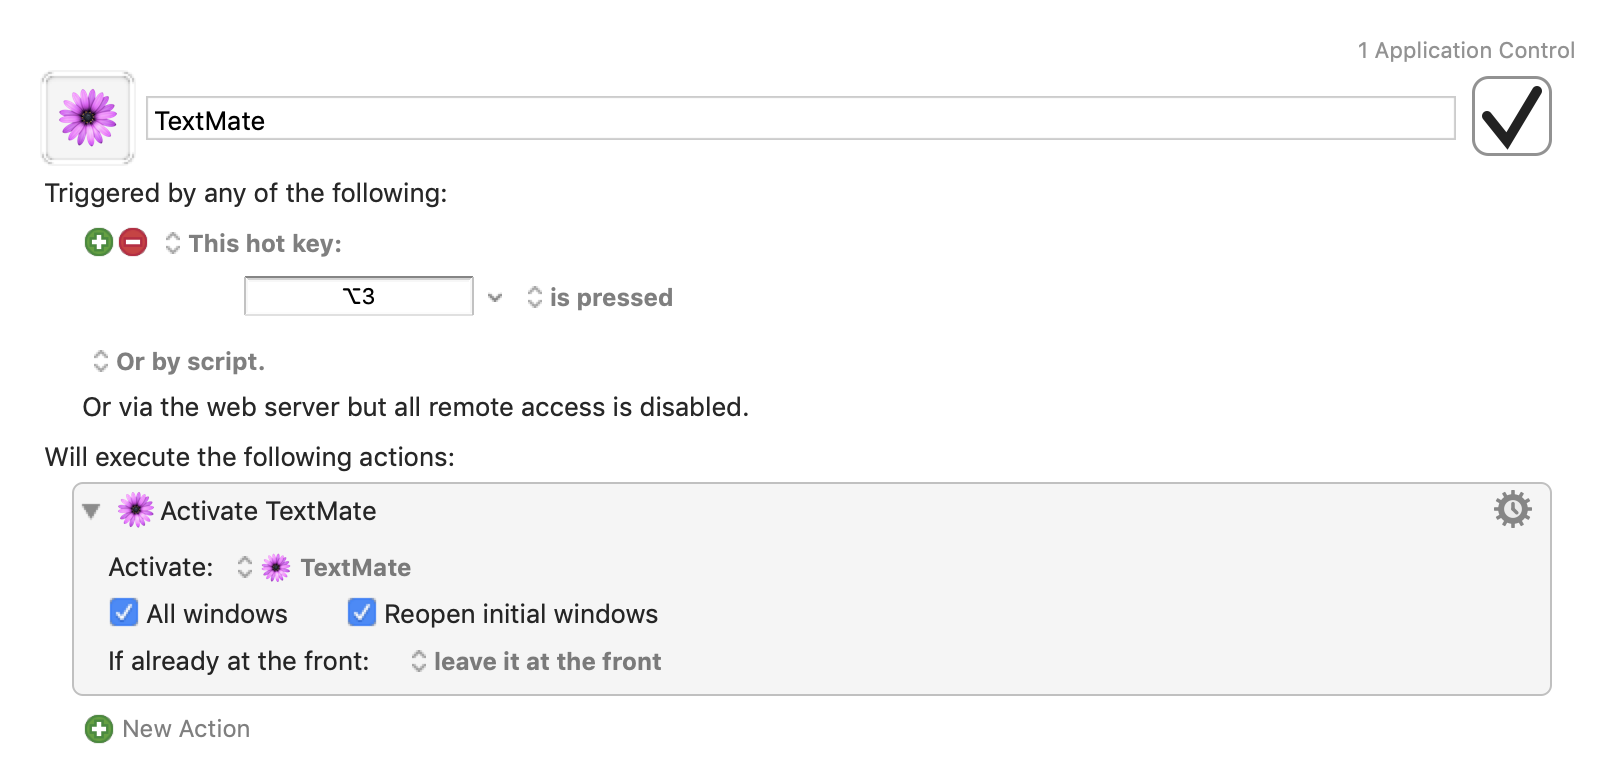 1 Application Control
TextMate
Triggered by any of the following:
This hot key:
⌥3 is pressed
Or by script.
Or via the web server but all remote access is disabled.
Will execute the following actions:
Activate TextMate
Activate: TextMate
All windows Reopen initial windows
If already at the front: leave it at the front
New Action